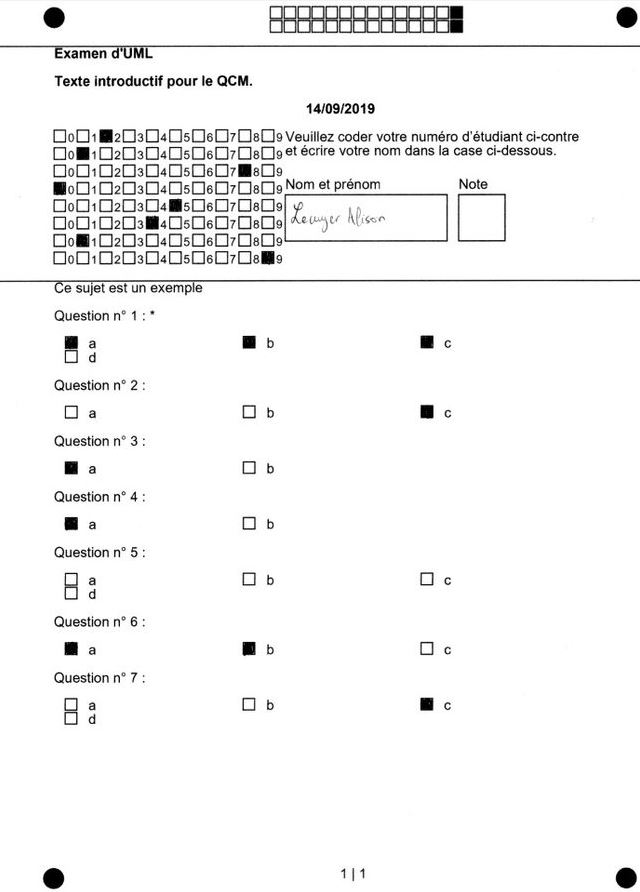 Examen d'UML
Texte introductif pour le QCM.
14/09/2019
0 1 2 3 4 5 6 7 8 9 Veuillez coder votre numéro d'étudiant ci-contre
0 1 2 3 4 5 6 7 8 9 et écrire votre nom dans la case ci-dessous.
0 1 2 3 4 5 6 7 8 9
0 1 2 3 4 5 6 7 8 9 Nom et prénom Note
0 1 2 3 4 5 6 7 8 9
0 1 2 3 4 5 6 7 8 9 Alison
0 1 2 3 4 5 6 7 8 9
0 1 2 3 4 5 6 7 8 9
Ce sujet est un exemple
Question n° 1 : *
a b c
d
Question n° 2 :
a b c
Question n° 3 :
a b
Question n° 4 :
a b
Question n° 5 :
a b c
d
Question n° 6 :
a b c
Question n° 7 :
a b c
d
1 | 1